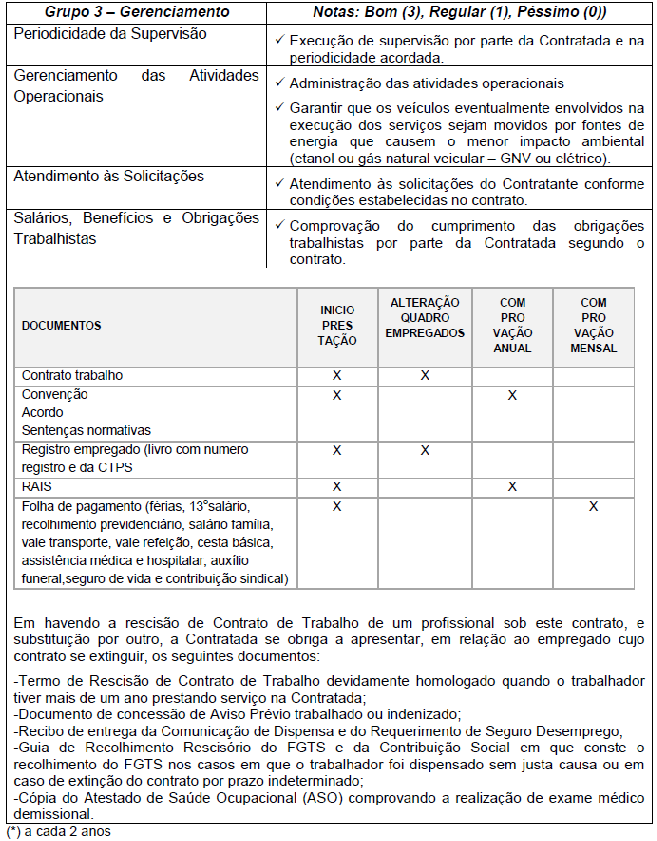 Grupo 3 – Gerenciamento
Notas: Bom (3), Regular (1), Péssimo (0))
Periodicidade da Supervisão
✓ Execução de supervisão por parte da Contratada e na
periodicidade acordada.
Gerenciamento das Atividades
Operacionais
✓ Administração das atividades operacionais
✓ Garantir que os veículos eventualmente envolvidos na
execução dos serviços sejam movidos por fontes de
energia que causem o menor impacto ambiental
(etanol ou gás natural veicular – GNV ou elétrico).
Atendimento às Solicitações
✓ Atendimento às solicitações do Contratante conforme
condições estabelecidas no contrato.
Salários, Benefícios e Obrigações
Trabalhistas
✓ Comprovação do cumprimento das obrigações
trabalhistas por parte da Contratada segundo o
contrato.
DOCUMENTOS
INICIO
PRES
TAÇÃO
ALTERAÇÃO
QUADRO
EMPREGADOS
COM
PRO
VAÇÃO
ANUAL
COM
PRO
VAÇÃO
MENSAL
Contrato trabalho
X
X
Convenção
Acordo
Sentenças normativas
X
X
Registro empregado (livro com numero
registro e da CTPS
X
X
RAIS
X
X
Folha de pagamento (férias, 13°salário,
recolhimento previdenciário, salário família,
vale transporte, vale refeição, cesta básica,
assistência médica e hospitalar, auxílio
funeral,seguro de vida e contribuição sindical)
X
X
Em havendo a rescisão de Contrato de Trabalho de um profissional sob este contrato, e
substituição por outro, a Contratada se obriga a apresentar, em relação ao empregado cujo
contrato se extinguir, os seguintes documentos:
-Termo de Rescisão de Contrato de Trabalho devidamente homologado quando o trabalhador
tiver mais de um ano prestando serviço na Contratada;
-Documento de concessão de Aviso Prévio trabalhado ou indenizado;
-Recibo de entrega da Comunicação de Dispensa e do Requerimento de Seguro Desemprego;
-Guia de Recolhimento Rescisório do FGTS e da Contribuição Social em que conste o
recolhimento do FGTS nos casos em que o trabalhador foi dispensado sem justa causa ou em
caso de extinção do contrato por prazo indeterminado;
-Cópia do Atestado de Saúde Ocupacional (ASO) comprovando a realização de exame médico
demissional.
(*) a cada 2 anos